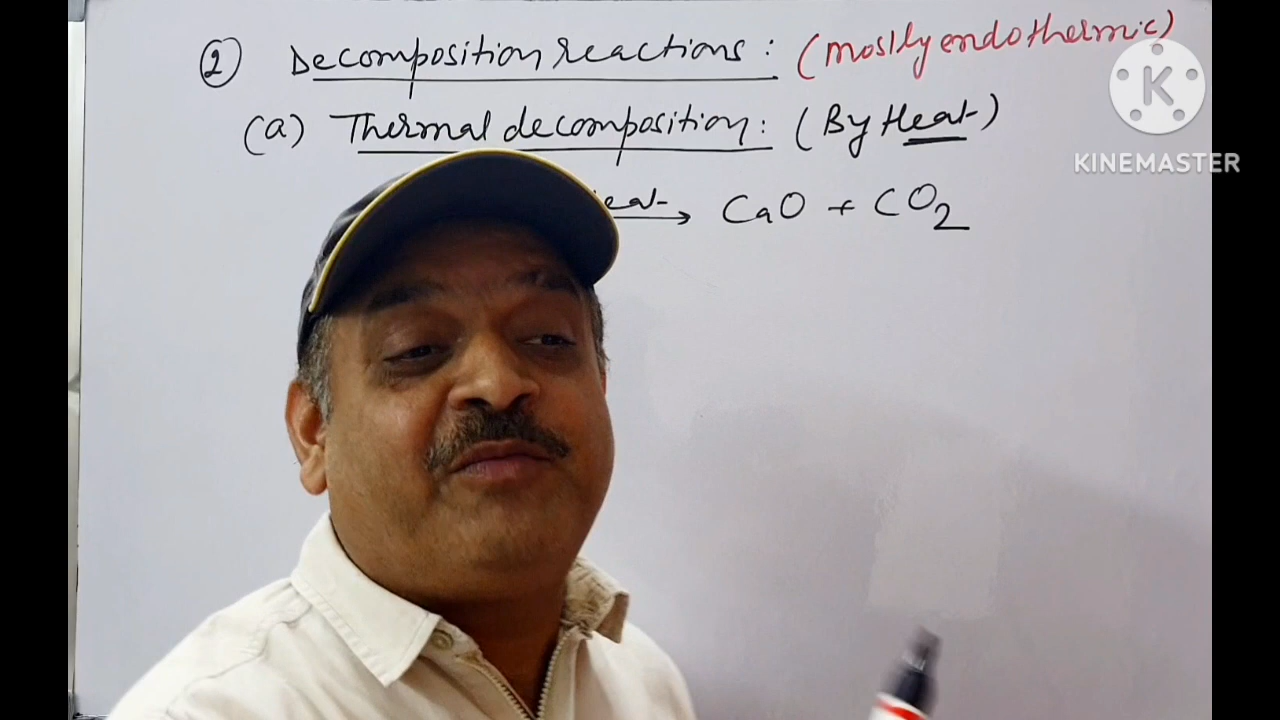 ② Decomposition reactions : (mostly endothermic)
K
KINEMASTER
(a) Thermal decomposition : (By Heat)
CaO + CO₂